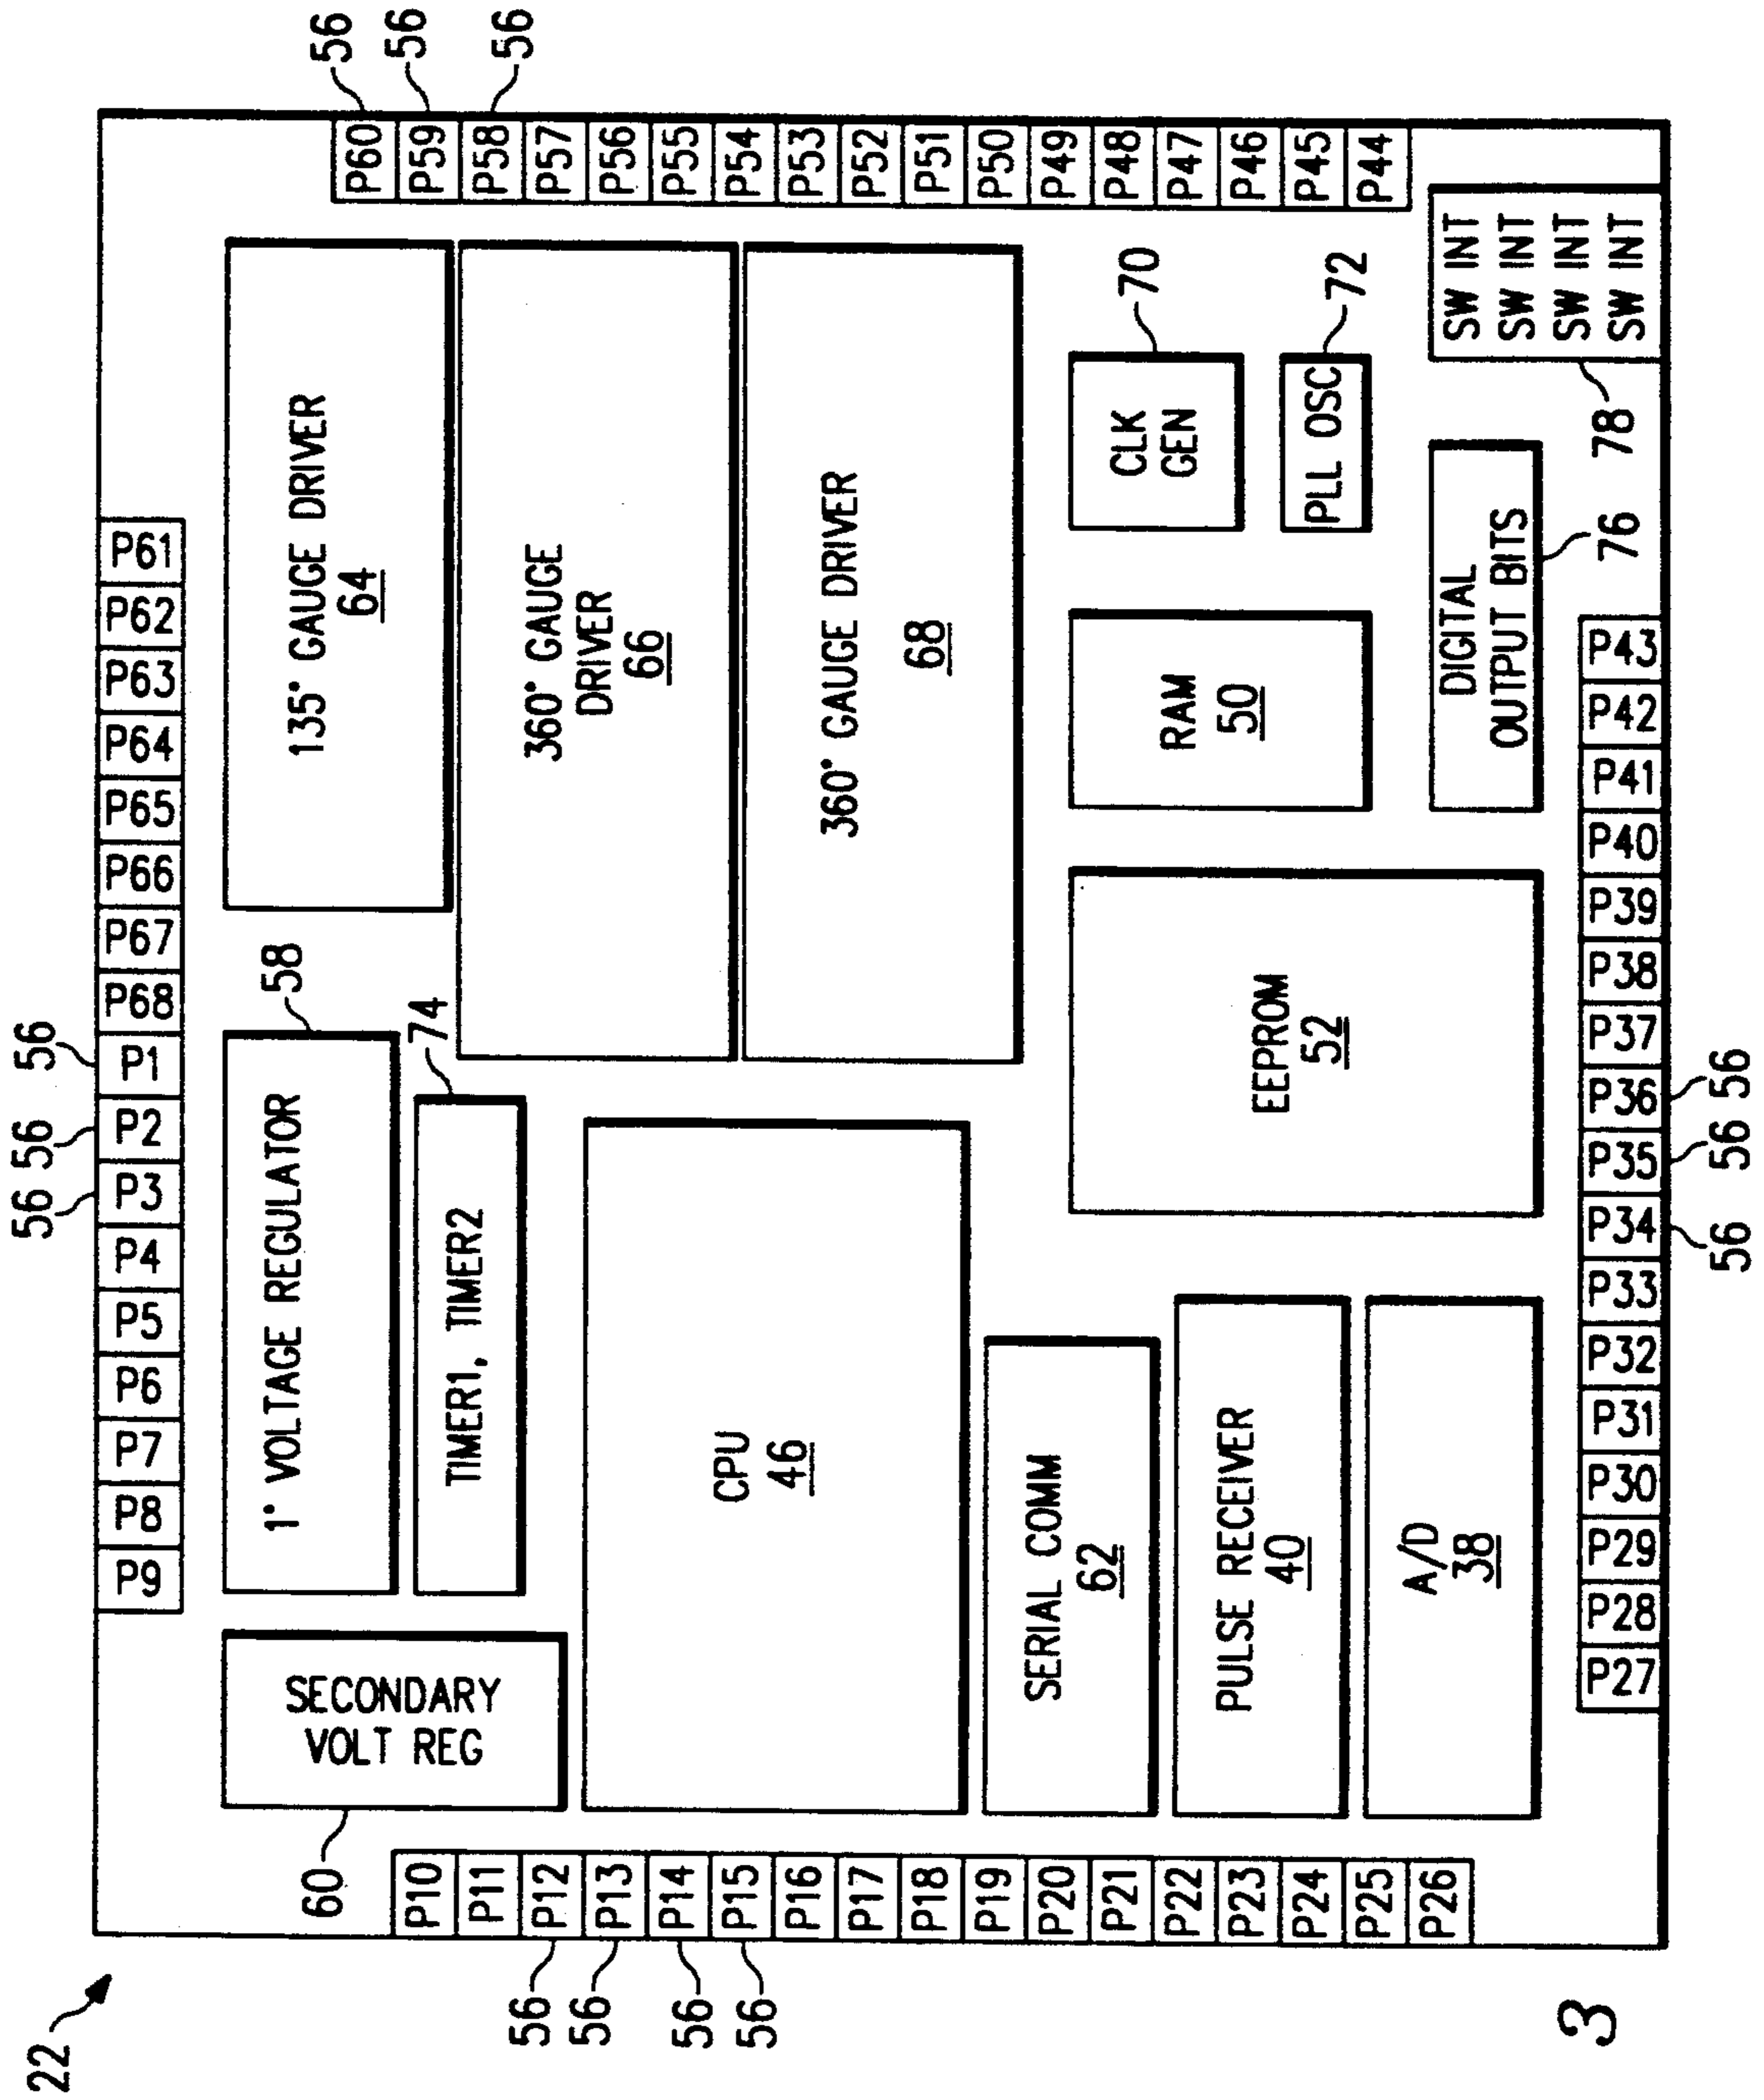 22
56
56
56
P9
P8
P7
P6
P5
P4
P3
P2
P1
P68
P67
P66
P65
P64
P63
P62
P61
60
SECONDARY
VOLT REG
1° VOLTAGE REGULATOR
58
TIMER1, TIMER2
74
135° GAUGE DRIVER
64
360° GAUGE
DRIVER
66
360° GAUGE DRIVER
68
CPU
46
SERIAL COMM
62
PULSE RECEIVER
40
A/D
38
EEPROM
52
RAM
50
CLK
GEN
70
PLL OSC
72
DIGITAL
OUTPUT BITS
76
SW INT
SW INT
SW INT
SW INT
78
P10
P11
P12
P13
P14
P15
P16
P17
P18
P19
P20
P21
P22
P23
P24
P25
P26
56
56
56
56
P60
P59
P58
P57
P56
P55
P54
P53
P52
P51
P50
P49
P48
P47
P46
P45
P44
56
56
56
P27
P28
P29
P30
P31
P32
P33
P34
P35
P36
P37
P38
P39
P40
P41
P42
P43
56
56
56
3